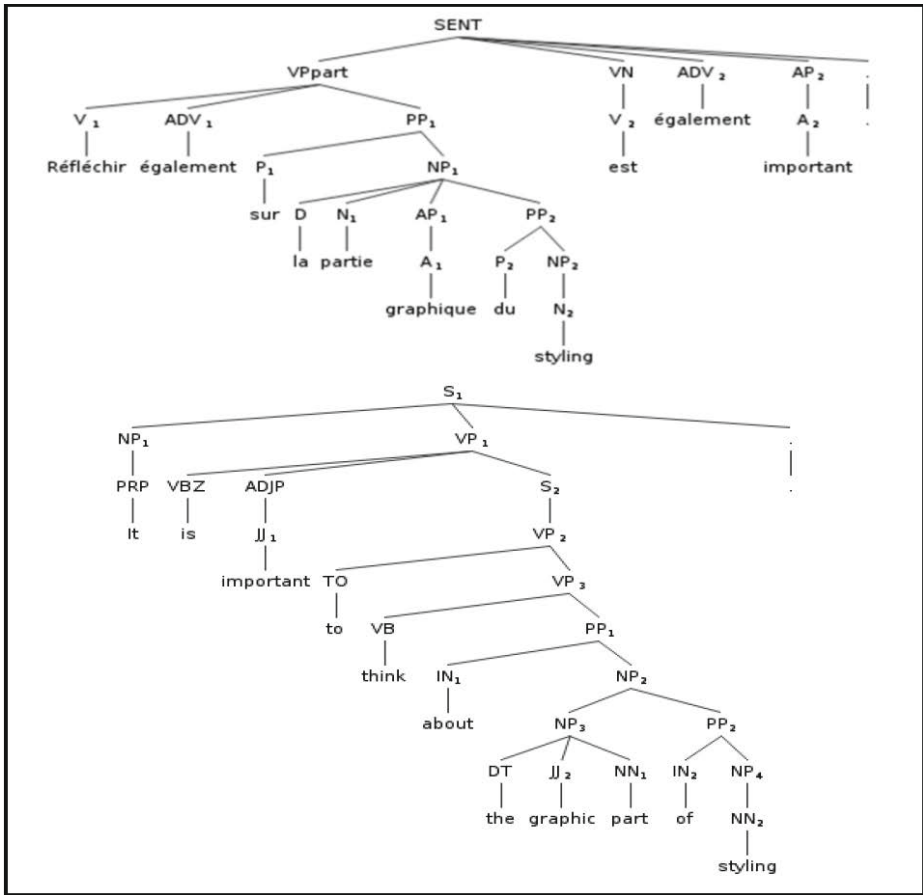 SENT
VPpart VN ADV₂ AP₂ .
V₁ ADV₁ PP₁ V₂ également A₂ .
Réfléchir également P₁ NP₁ est important
sur D N₁ AP₁ PP₂
la partie A₁ P₂ NP₂
graphique du N₂
styling
S₁
NP₁ VP₁ .
PRP VBZ ADJP S₂ .
It is JJ₁ VP₂
important TO VP₃
to VB PP₁
think IN₁ NP₂
about NP₃ PP₂
DT JJ₂ NN₁ IN₂ NP₄
the graphic part of NN₂
styling